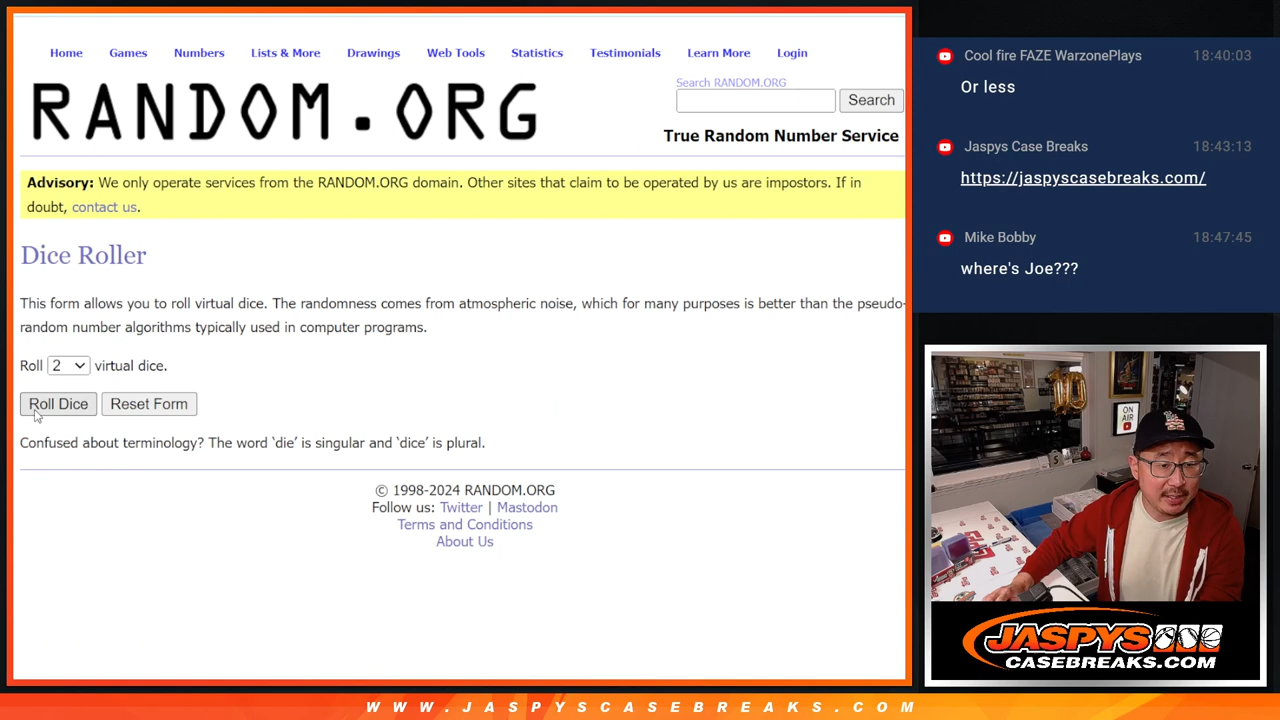 Home Games Numbers Lists & More Drawings Web Tools Statistics Testimonials Learn More Login
RANDOM.ORG
Search RANDOM.ORG
Search
True Random Number Service
Advisory: We only operate services from the RANDOM.ORG domain. Other sites that claim to be operated by us are impostors. If in
doubt, contact us.
Dice Roller
This form allows you to roll virtual dice. The randomness comes from atmospheric noise, which for many purposes is better than the pseudo-
random number algorithms typically used in computer programs.
Roll 2 virtual dice.
Roll Dice Reset Form
Confused about terminology? The word ‘die’ is singular and ‘dice’ is plural.
© 1998-2024 RANDOM.ORG
Follow us: Twitter | Mastodon
Terms and Conditions
About Us
Cool fire FAZE WarzonePlays 18:40:03
Or less
Jaspys Case Breaks 18:43:13
https://jaspyscasebreaks.com/
Mike Bobby 18:47:45
where's Joe???
10
ON
AIR
JASPYS
CASEBREAKS.COM
WWW.JASPYSCASEBREAKS.COM